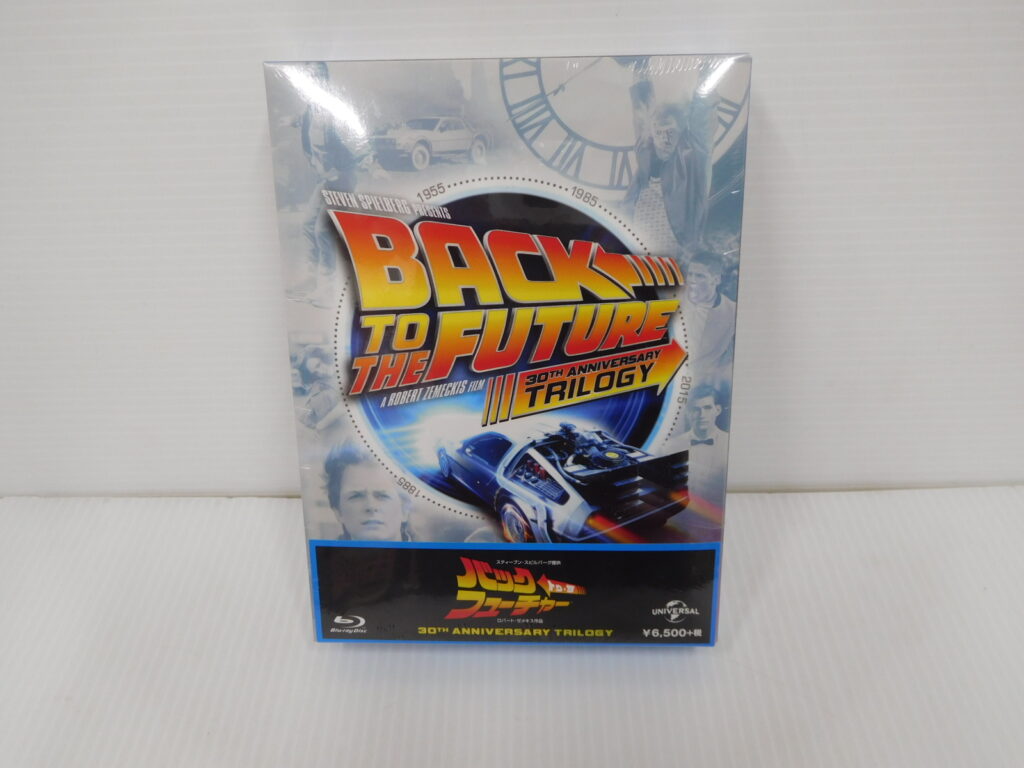 1955
1985
STEVEN SPIELBERG PRESENTS
BACK
TO THE FUTURE
30TH ANNIVERSARY
TRILOGY
A ROBERT ZEMECKIS FILM
2015
1885
スティーブン・スピルバーグ提供
バック トゥ・ザ
フューチャー
ロバート・ゼメキス作品
30TH ANNIVERSARY TRILOGY
Blu-ray Disc
UNIVERSAL
¥6,500+税